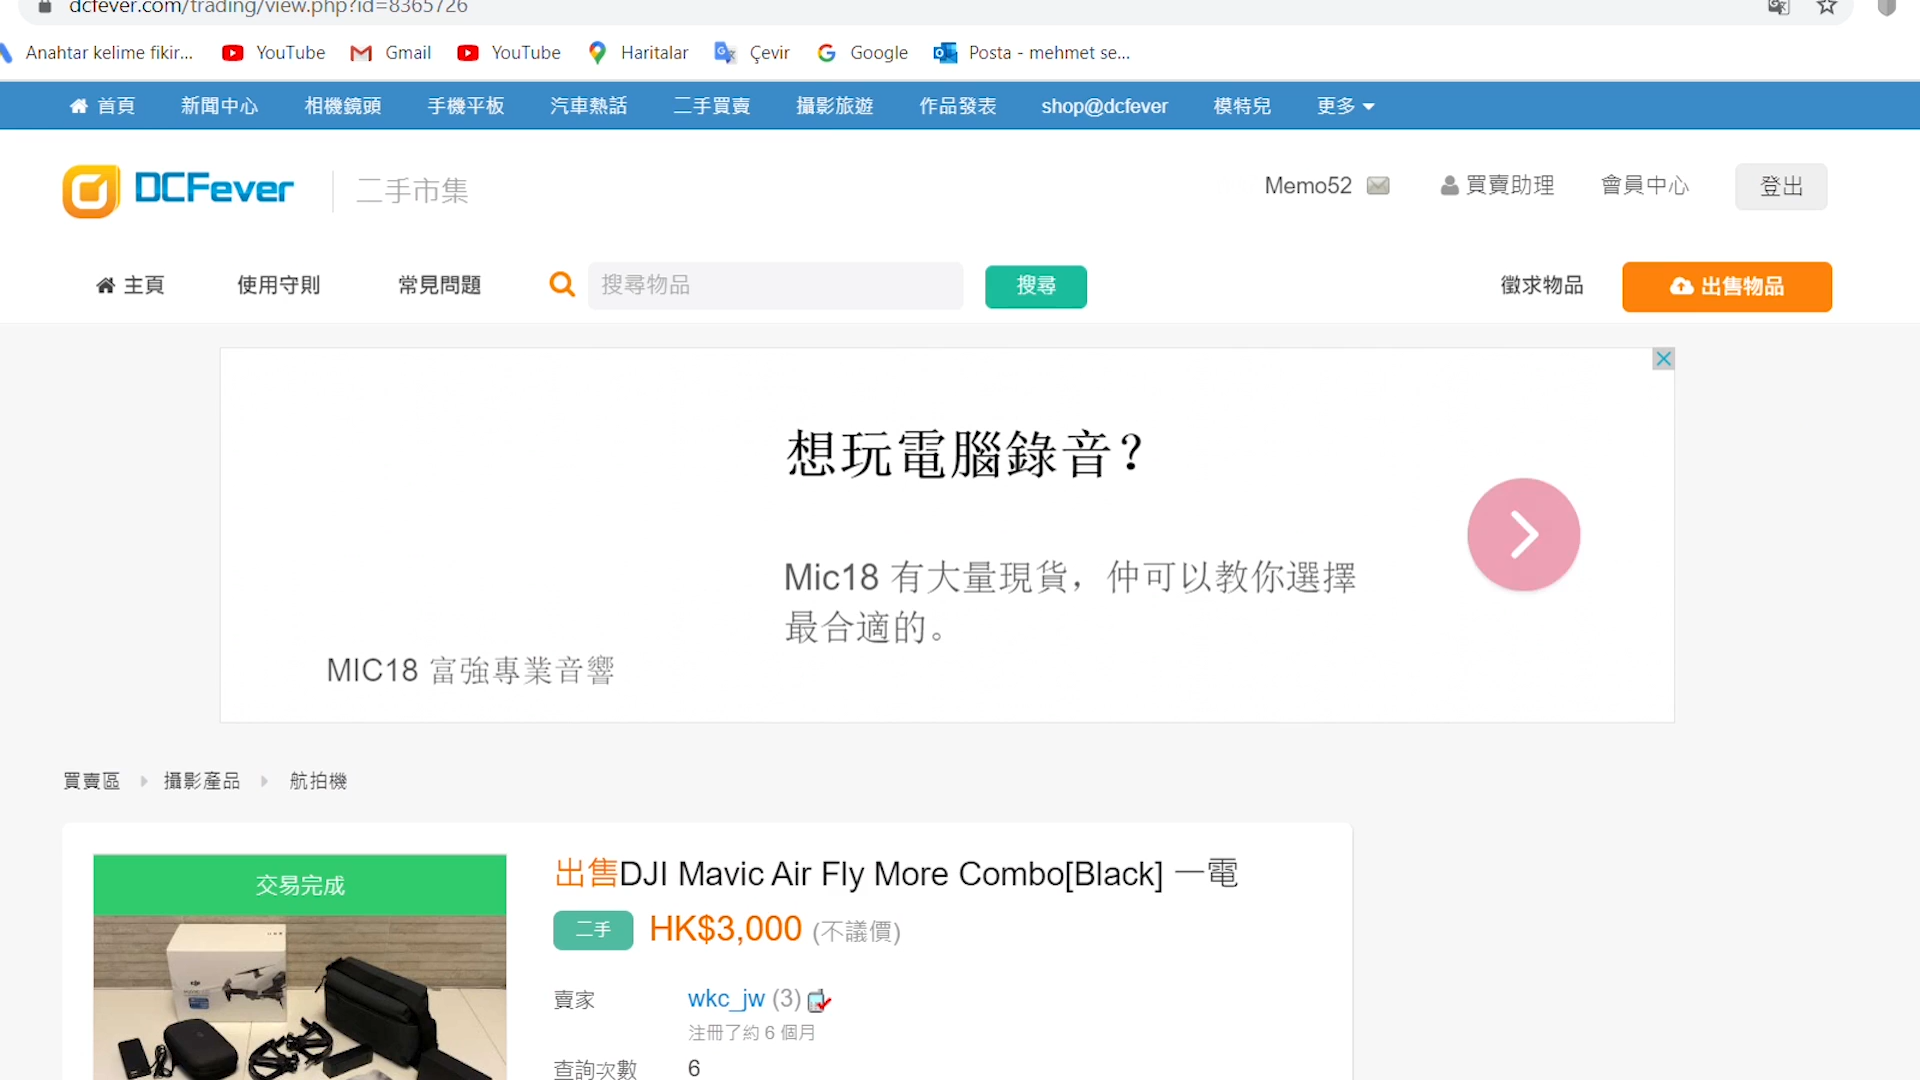 dcfever.com/trading/view.php?id=8365726
Anahtar kelime fikir... YouTube Gmail YouTube Haritalar Çevir Google Posta - mehmet se...
首頁 新聞中心 相機鏡頭 手機平板 汽車熱話 二手買賣 攝影旅遊 作品發表 shop@dcfever 模特兒 更多
DCFever 二手市集 Memo52 買賣助理 會員中心 登出
主頁 使用守則 常見問題 搜尋物品 搜尋 徵求物品 出售物品
想玩電腦錄音?
Mic18 有大量現貨，仲可以教你選擇
最合適的。
MIC18 富強專業音響
買賣區 攝影產品 航拍機
交易完成
出售DJI Mavic Air Fly More Combo[Black] 一電
二手 HK$3,000 (不議價)
賣家 wkc_jw (3)
注冊了約 6 個月
查詢次數 6